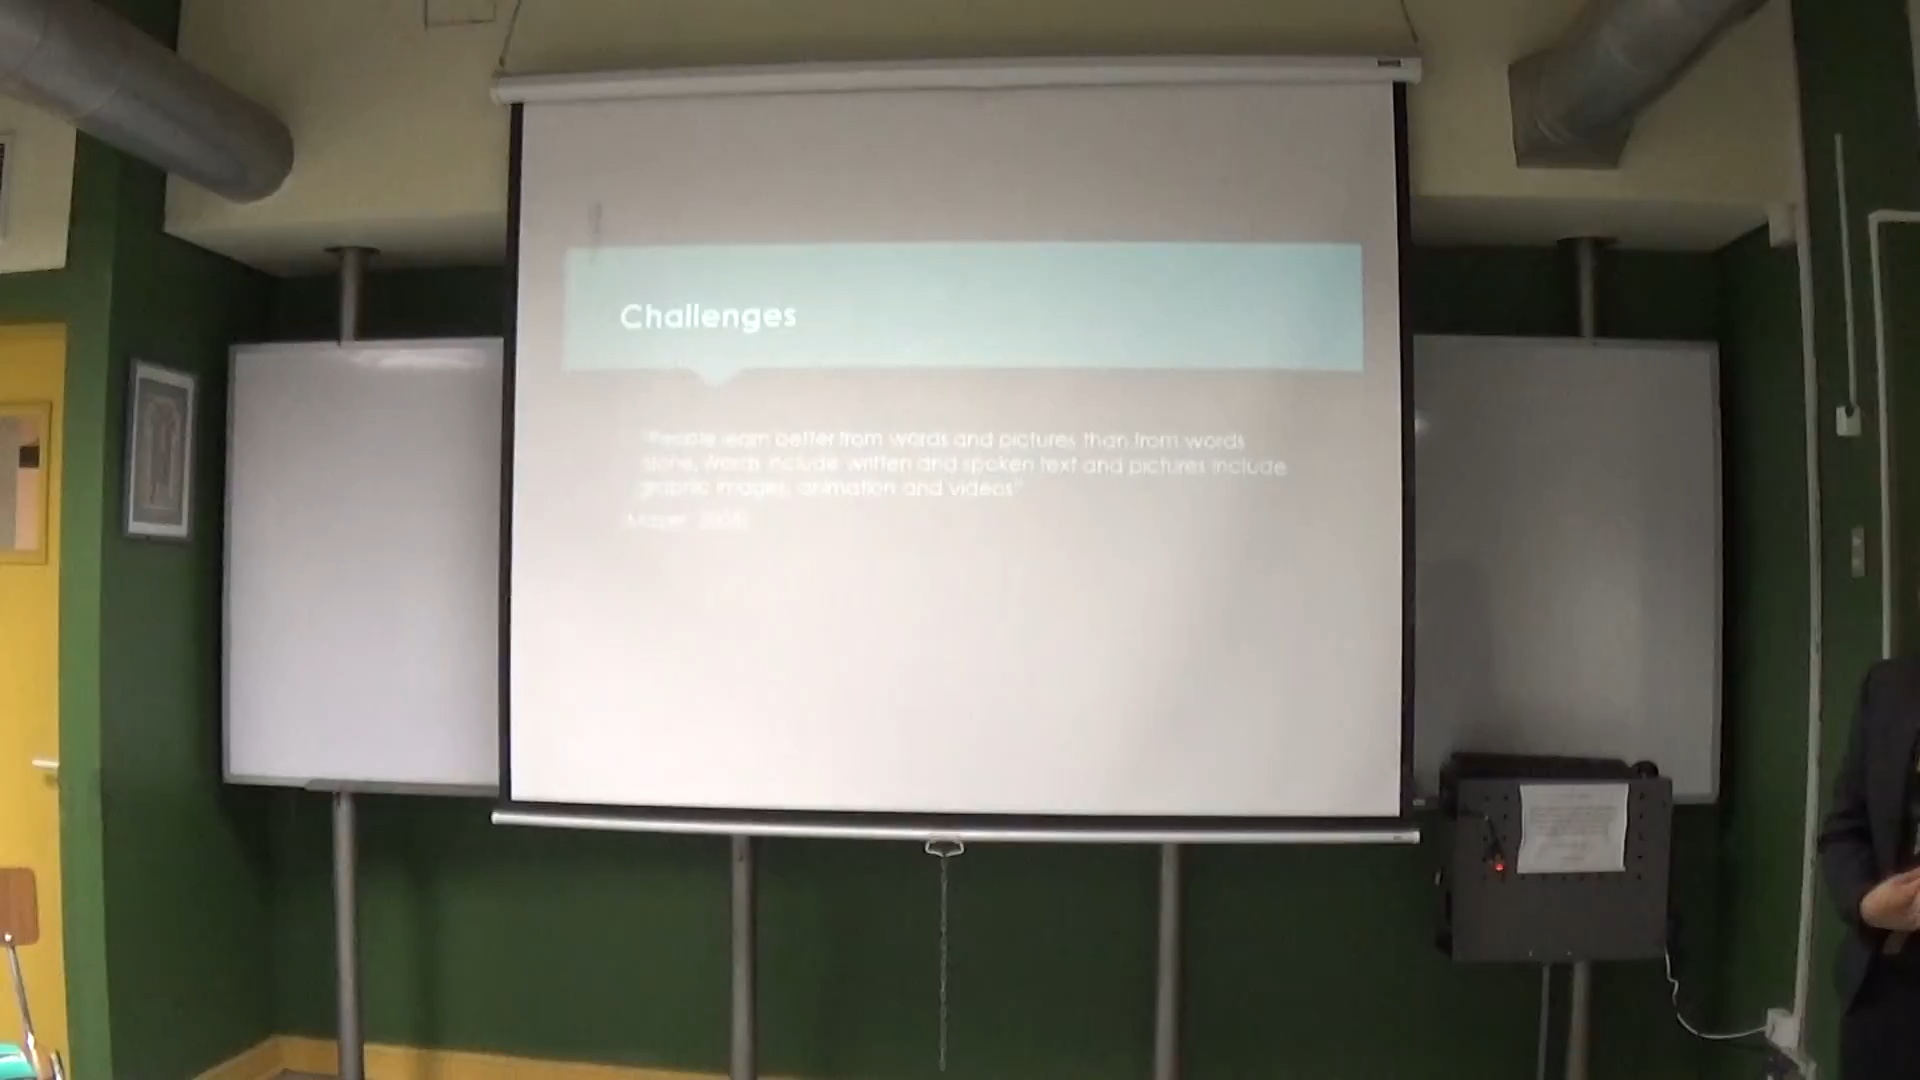 Challenges
"People learn better from words and pictures than from words
alone. Words include written and spoken text and pictures include
graphic images, animation and videos"